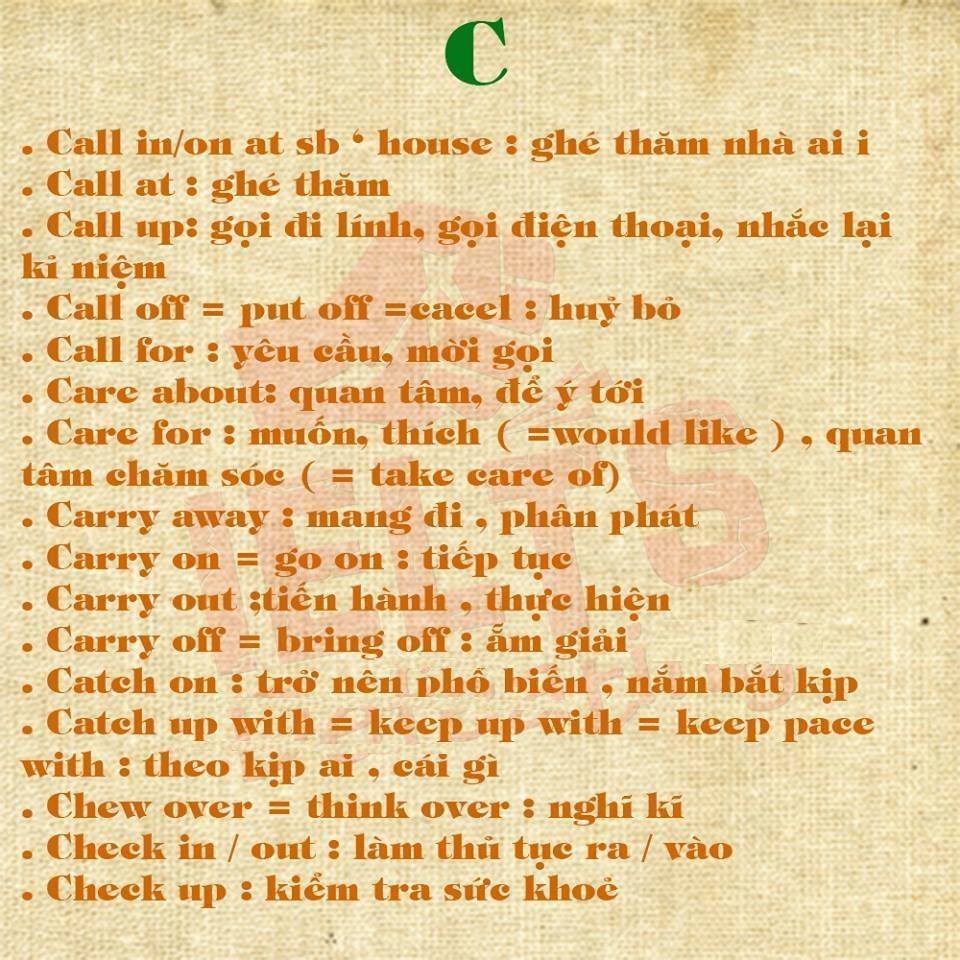 C
. Call in/on at sb ‘ house : ghé thăm nhà ai i
. Call at : ghé thăm
. Call up: gọi đi lính, gọi điện thoại, nhắc lại
kỉ niệm
. Call off = put off =cacel : huỷ bỏ
. Call for : yêu cầu, mời gọi
. Care about: quan tâm, để ý tới
. Care for : muốn, thích ( =would like ) , quan
tâm chăm sóc ( = take care of)
. Carry away : mang đi , phân phát
. Carry on = go on : tiếp tục
. Carry out ;tiến hành , thực hiện
. Carry off = bring off : ẵm giải
. Catch on : trở nên phổ biến , nắm bắt kịp
. Catch up with = keep up with = keep pace
with : theo kịp ai , cái gì
. Chew over = think over : nghĩ kĩ
. Check in / out : làm thủ tục ra / vào
. Check up : kiểm tra sức khoẻ
IELTS